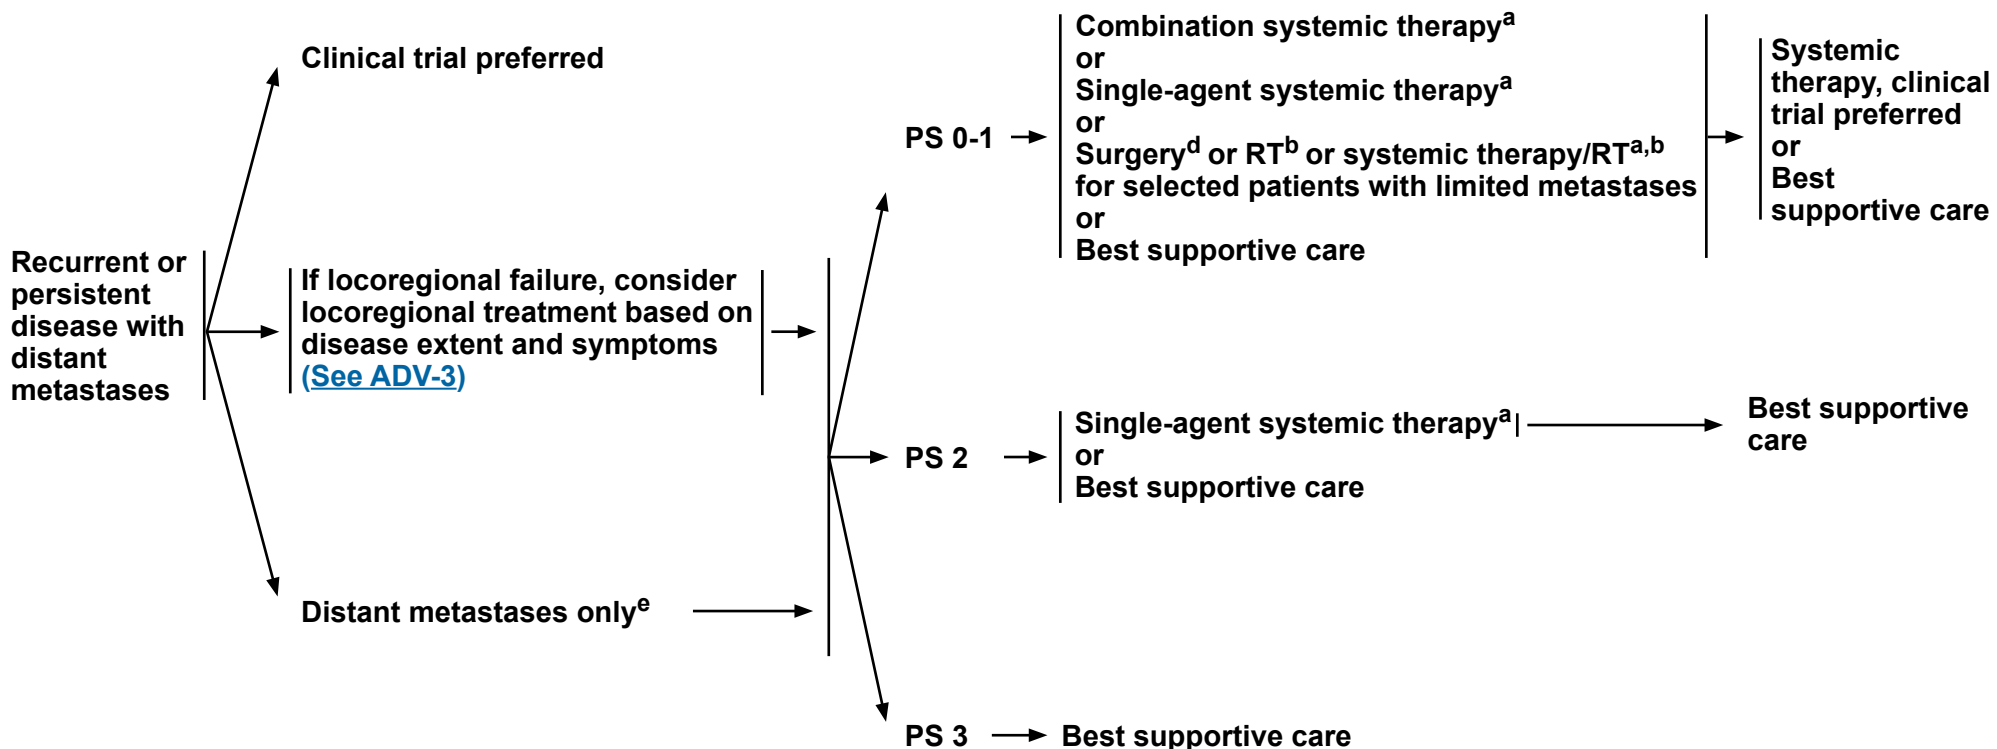 Recurrent or
persistent
disease with
distant
metastases
Clinical trial preferred
If locoregional failure, consider
locoregional treatment based on
disease extent and symptoms
(See ADV-3)
Distant metastases only^e
PS 0-1
Combination systemic therapy^a
or
Single-agent systemic therapy^a
or
Surgery^d or RT^b or systemic therapy/RT^a,b
for selected patients with limited metastases
or
Best supportive care
Systemic
therapy, clinical
trial preferred
or
Best
supportive care
PS 2
Single-agent systemic therapy^a
or
Best supportive care
Best supportive
care
PS 3
Best supportive care